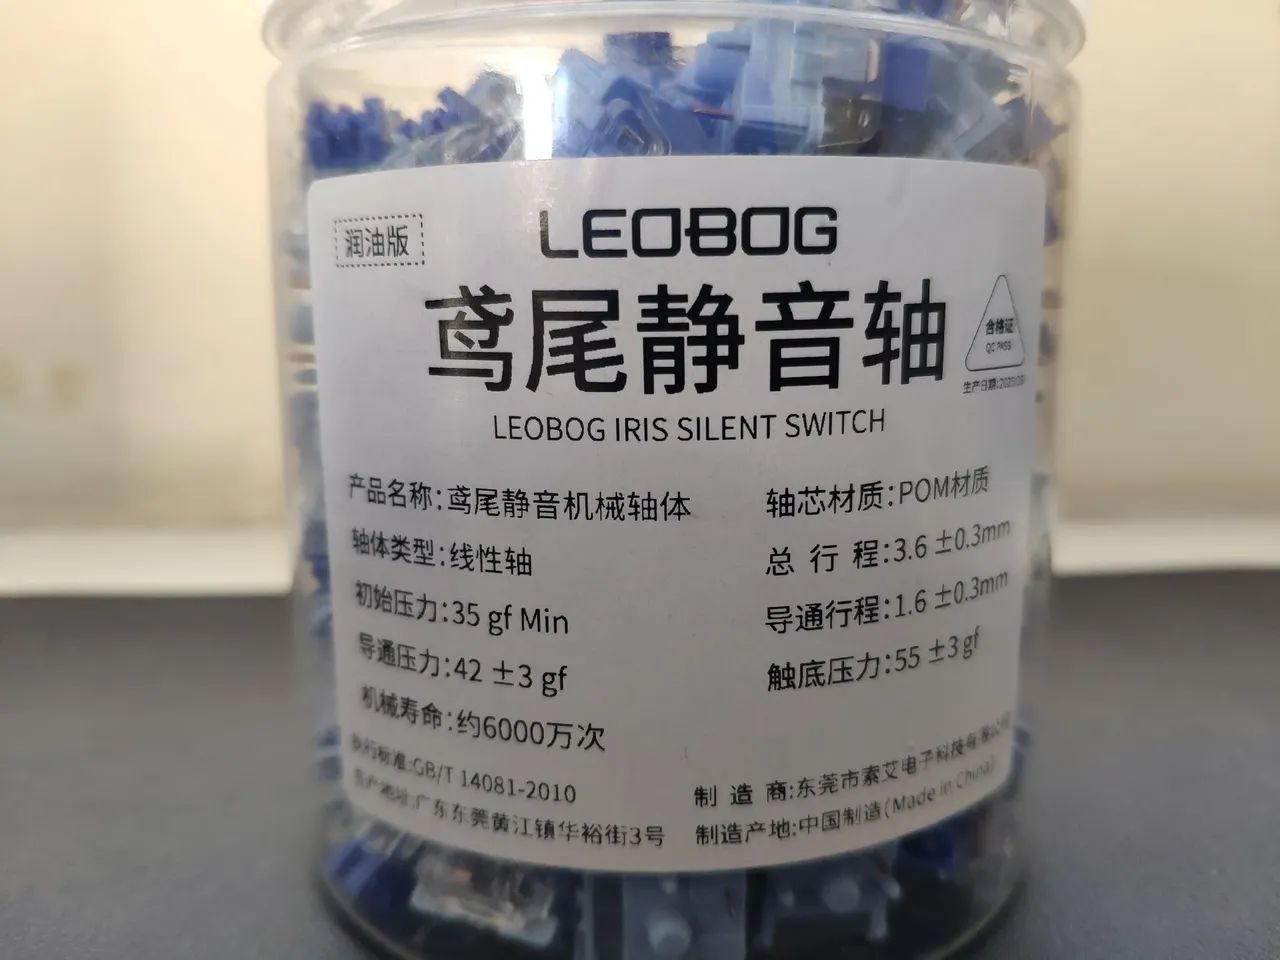 LEOBOG
润油版
鸢尾静音轴
合格证
QC PASS
生产日期:2025/
LEOBOG IRIS SILENT SWITCH
产品名称:鸢尾静音机械轴体
轴体类型:线性轴
初始压力:35 gf Min
导通压力:42 ±3 gf
机械寿命:约6000万次
轴芯材质:POM材质
总行程:3.6 ±0.3mm
导通行程:1.6 ±0.3mm
触底压力:55 ±3 gf
执行标准:GB/T 14081-2010
生产地址:广东东莞黄江镇华裕街3号
制造商:东莞市索艾电子科技有限公司
制造产地:中国制造(Made in China)